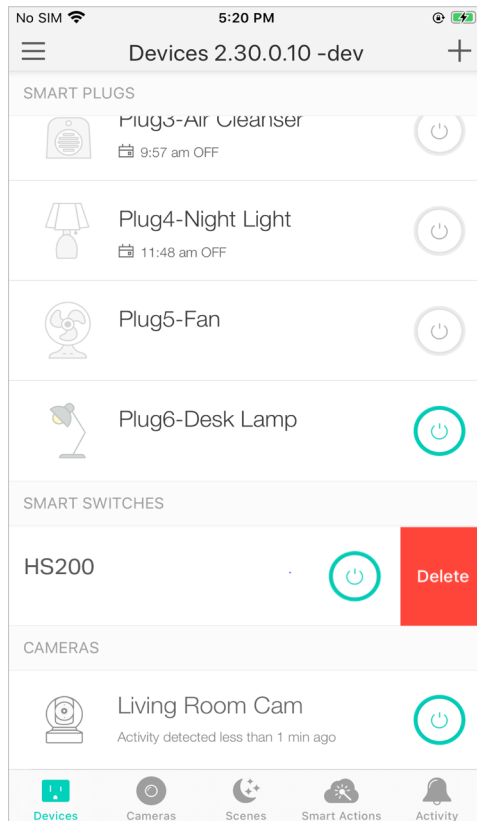 No SIM 5:20 PM
Devices 2.30.0.10 -dev
SMART PLUGS
Plug3-Air Cleanser
9:57 am OFF
Plug4-Night Light
11:48 am OFF
Plug5-Fan
Plug6-Desk Lamp
SMART SWITCHES
HS200
Delete
CAMERAS
Living Room Cam
Activity detected less than 1 min ago
Devices Cameras Scenes Smart Actions Activity